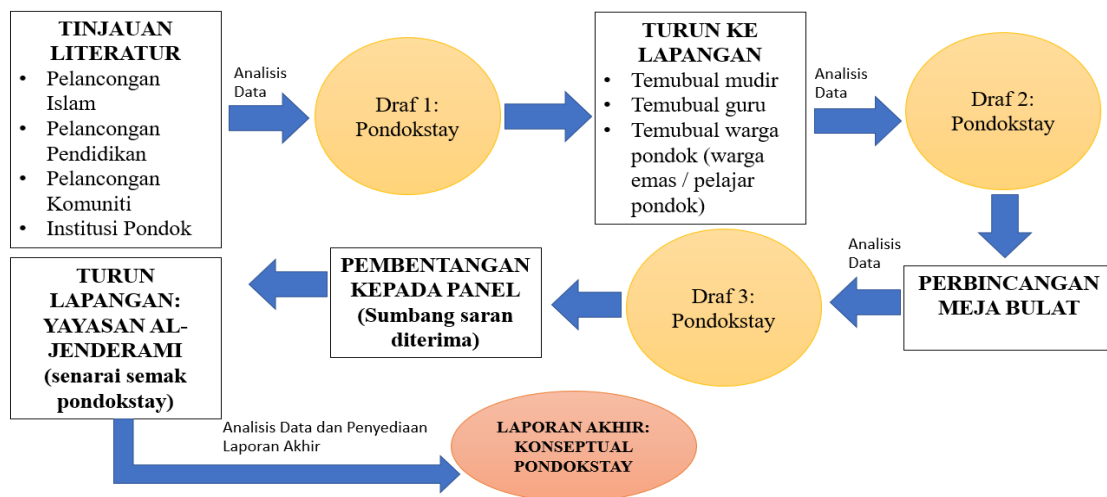 TINJAUAN
LITERATUR
• Pelancongan
Islam
• Pelancongan
Pendidikan
• Pelancongan
Komuniti
• Institusi Pondok
Analisis
Data
Draf 1:
Pondokstay
TURUN KE
LAPANGAN
• Temubual mudir
• Temubual guru
• Temubual warga
pondok (warga
emas / pelajar
pondok)
Analisis
Data
Draf 2:
Pondokstay
PERBINCANGAN
MEJA BULAT
Analisis
Data
Draf 3:
Pondokstay
PEMBENTANGAN
KEPADA PANEL
(Sumbang saran
diterima)
TURUN
LAPANGAN:
YAYASAN AL-
JENDERAMI
(senarai semak
pondokstay)
Analisis Data dan Penyediaan
Laporan Akhir
LAPORAN AKHIR:
KONSEPTUAL
PONDOKSTAY